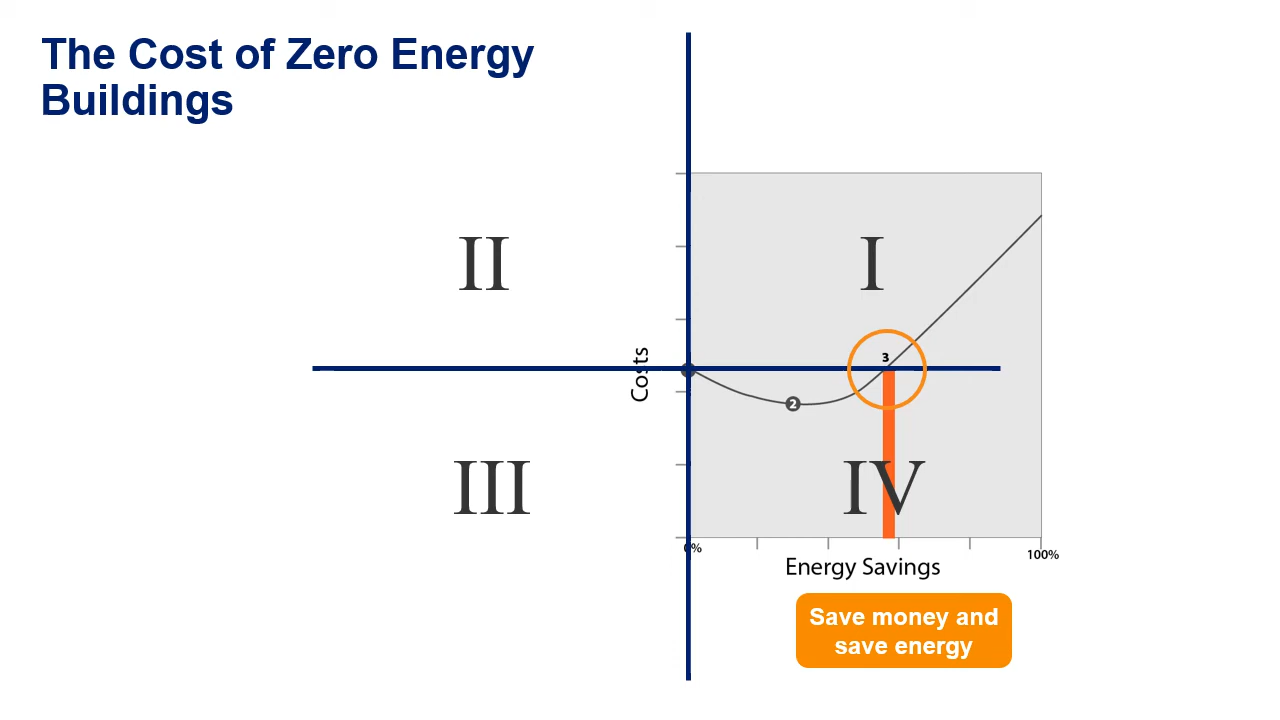 The Cost of Zero Energy
Buildings
II
I
Costs
3
2
III
IV
0%
100%
Energy Savings
Save money and
save energy